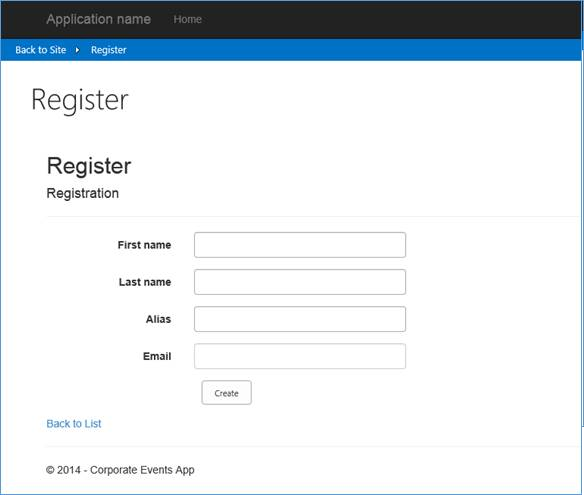 Application name Home
Back to Site Register
Register
Register
Registration
First name
Last name
Alias
Email
Create
Back to List
© 2014 - Corporate Events App